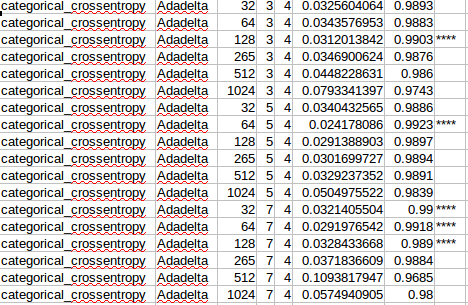 categorical_crossentropy Adadelta 32 3 4 0.0325604064 0.9893
categorical_crossentropy Adadelta 64 3 4 0.0343576953 0.9883
categorical_crossentropy Adadelta 128 3 4 0.0312013842 0.9903 ****
categorical_crossentropy Adadelta 265 3 4 0.0346900624 0.9876
categorical_crossentropy Adadelta 512 3 4 0.0448228631 0.986
categorical_crossentropy Adadelta 1024 3 4 0.0793341397 0.9743
categorical_crossentropy Adadelta 32 5 4 0.0340432565 0.9886
categorical_crossentropy Adadelta 64 5 4 0.024178086 0.9923 ****
categorical_crossentropy Adadelta 128 5 4 0.0291388903 0.9897
categorical_crossentropy Adadelta 265 5 4 0.0301699727 0.9894
categorical_crossentropy Adadelta 512 5 4 0.0329237352 0.9891
categorical_crossentropy Adadelta 1024 5 4 0.0504975522 0.9839
categorical_crossentropy Adadelta 32 7 4 0.0321405504 0.99 ****
categorical_crossentropy Adadelta 64 7 4 0.0291976542 0.9918 ****
categorical_crossentropy Adadelta 128 7 4 0.0328433668 0.989 ****
categorical_crossentropy Adadelta 265 7 4 0.0371836609 0.9884
categorical_crossentropy Adadelta 512 7 4 0.1093817947 0.9685
categorical_crossentropy Adadelta 1024 7 4 0.0574940905 0.98